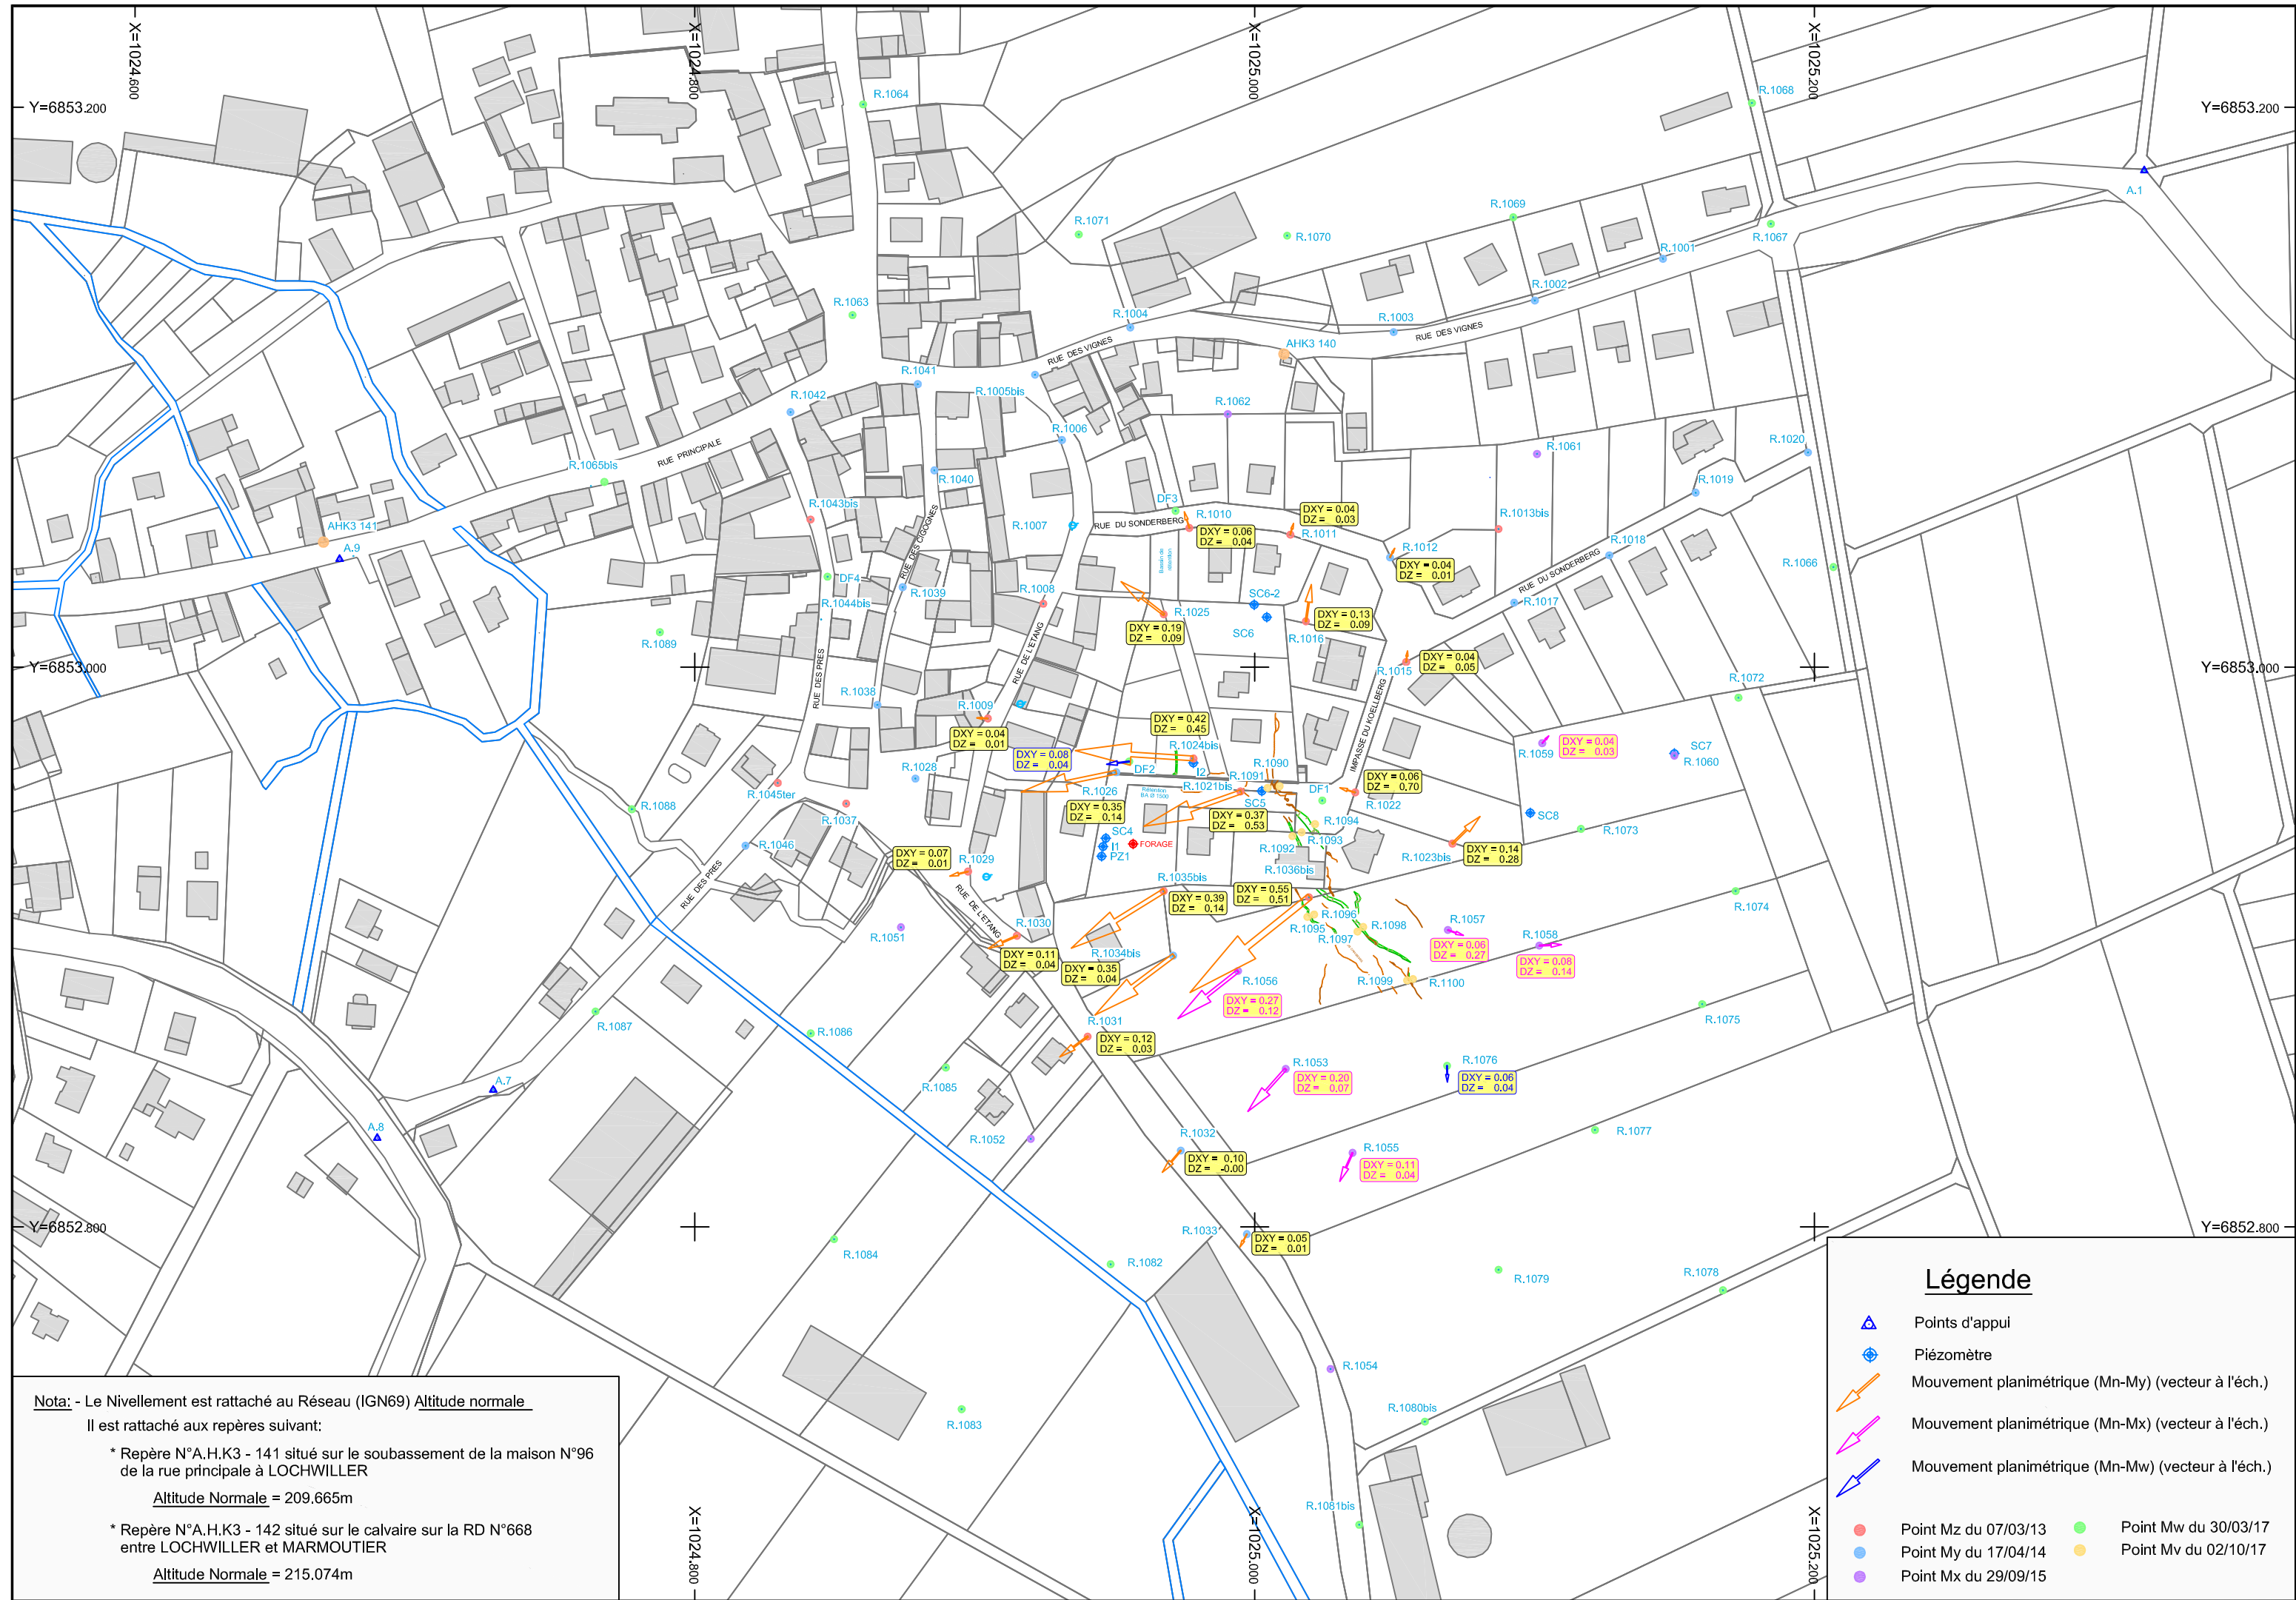 X=1024.600
X=1024.800
X=1025.000
X=1025.200
Y=6853.200
Y=6853.200
R.1064
R.1068
A.1
R.1071
R.1070
R.1069
R.1001
R.1067
R.1063
R.1002
R.1004
R.1003
RUE DES VIGNES
RUE DES VIGNES
AHK3 140
R.1041
R.1005bis
R.1042
R.1062
R.1006
R.1061
R.1020
RUE PRINCIPALE
R.1065bis
R.1040
R.1019
R.1043bis
DF3
R.1010
DXY = 0.04
DZ = 0.03
R.1013bis
AHK3 141
A.9
RUE DES CIGOGNES
R.1007
RUE DU SONDERBERG
DXY = 0.06
DZ = 0.04
R.1011
R.1012
R.1018
Bassin de
rétention
DXY = 0.04
DZ = 0.01
R.1066
DF4
R.1039
RUE DU SONDERBERG
R.1044bis
R.1008
SC6-2
R.1017
R.1025
DXY = 0.13
DZ = 0.09
R.1089
DXY = 0.19
DZ = 0.09
SC6
R.1016
RUE DE L'ETANG
Y=6853.000
Y=6853.000
DXY = 0.04
DZ = 0.05
R.1015
RUE DES PRES
R.1038
R.1072
R.1009
DXY = 0.42
DZ = 0.45
IMPASSE DU KOELLBERG
DXY = 0.04
DZ = 0.01
R.1024bis
R.1059
DXY = 0.04
DZ = 0.03
SC7
R.1060
DXY = 0.08
DZ = 0.04
DF2
I2
R.1090
R.1028
R.1091
DXY = 0.06
DZ = 0.70
R.1045ter
R.1026
R.1021bis
DF1
Rétention
BA Ø 1500
R.1088
R.1037
DXY = 0.35
DZ = 0.14
SC5
R.1022
SC8
DXY = 0.37
DZ = 0.53
R.1094
R.1073
SC4
I1
PZ1
FORAGE
R.1093
R.1046
R.1092
R.1023bis
DXY = 0.14
DZ = 0.28
DXY = 0.07
DZ = 0.01
R.1029
R.1036bis
R.1035bis
RUE DES PRES
DXY = 0.55
DZ = 0.51
R.1074
RUE DE L'ETANG
DXY = 0.39
DZ = 0.14
R.1096
R.1057
R.1051
R.1030
R.1095
R.1098
R.1058
R.1097
DXY = 0.06
DZ = 0.27
DXY = 0.11
DZ = 0.04
R.1034bis
DXY = 0.08
DZ = 0.14
DXY = 0.35
DZ = 0.04
R.1056
R.1099
R.1100
DXY = 0.27
DZ = 0.12
R.1075
R.1087
R.1031
R.1086
DXY = 0.12
DZ = 0.03
R.1053
R.1076
A.7
R.1085
DXY = 0.20
DZ = 0.07
DXY = 0.06
DZ = 0.04
A.8
R.1052
R.1032
R.1077
DXY = 0.10
DZ = -0.00
R.1055
DXY = 0.11
DZ = 0.04
Y=6852.800
Y=6852.800
R.1033
DXY = 0.05
DZ = 0.01
R.1084
R.1082
R.1079
R.1078
R.1054
R.1083
R.1080bis
R.1081bis
X=1024.800
X=1025.000
X=1025.200
Nota: - Le Nivellement est rattaché au Réseau (IGN69) Altitude normale
Il est rattaché aux repères suivant:
* Repère N°A.H.K3 - 141 situé sur le soubassement de la maison N°96
de la rue principale à LOCHWILLER
Altitude Normale = 209.665m
* Repère N°A.H.K3 - 142 situé sur le calvaire sur la RD N°668
entre LOCHWILLER et MARMOUTIER
Altitude Normale = 215.074m
Légende
Points d'appui
Piézomètre
Mouvement planimétrique (Mn-My) (vecteur à l'éch.)
Mouvement planimétrique (Mn-Mx) (vecteur à l'éch.)
Mouvement planimétrique (Mn-Mw) (vecteur à l'éch.)
Point Mz du 07/03/13
Point Mw du 30/03/17
Point My du 17/04/14
Point Mv du 02/10/17
Point Mx du 29/09/15